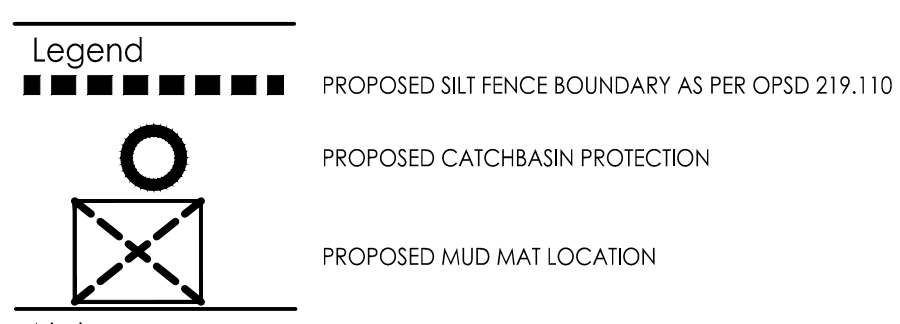 Legend
PROPOSED SILT FENCE BOUNDARY AS PER OPSD 219.110
PROPOSED CATCHBASIN PROTECTION
PROPOSED MUD MAT LOCATION